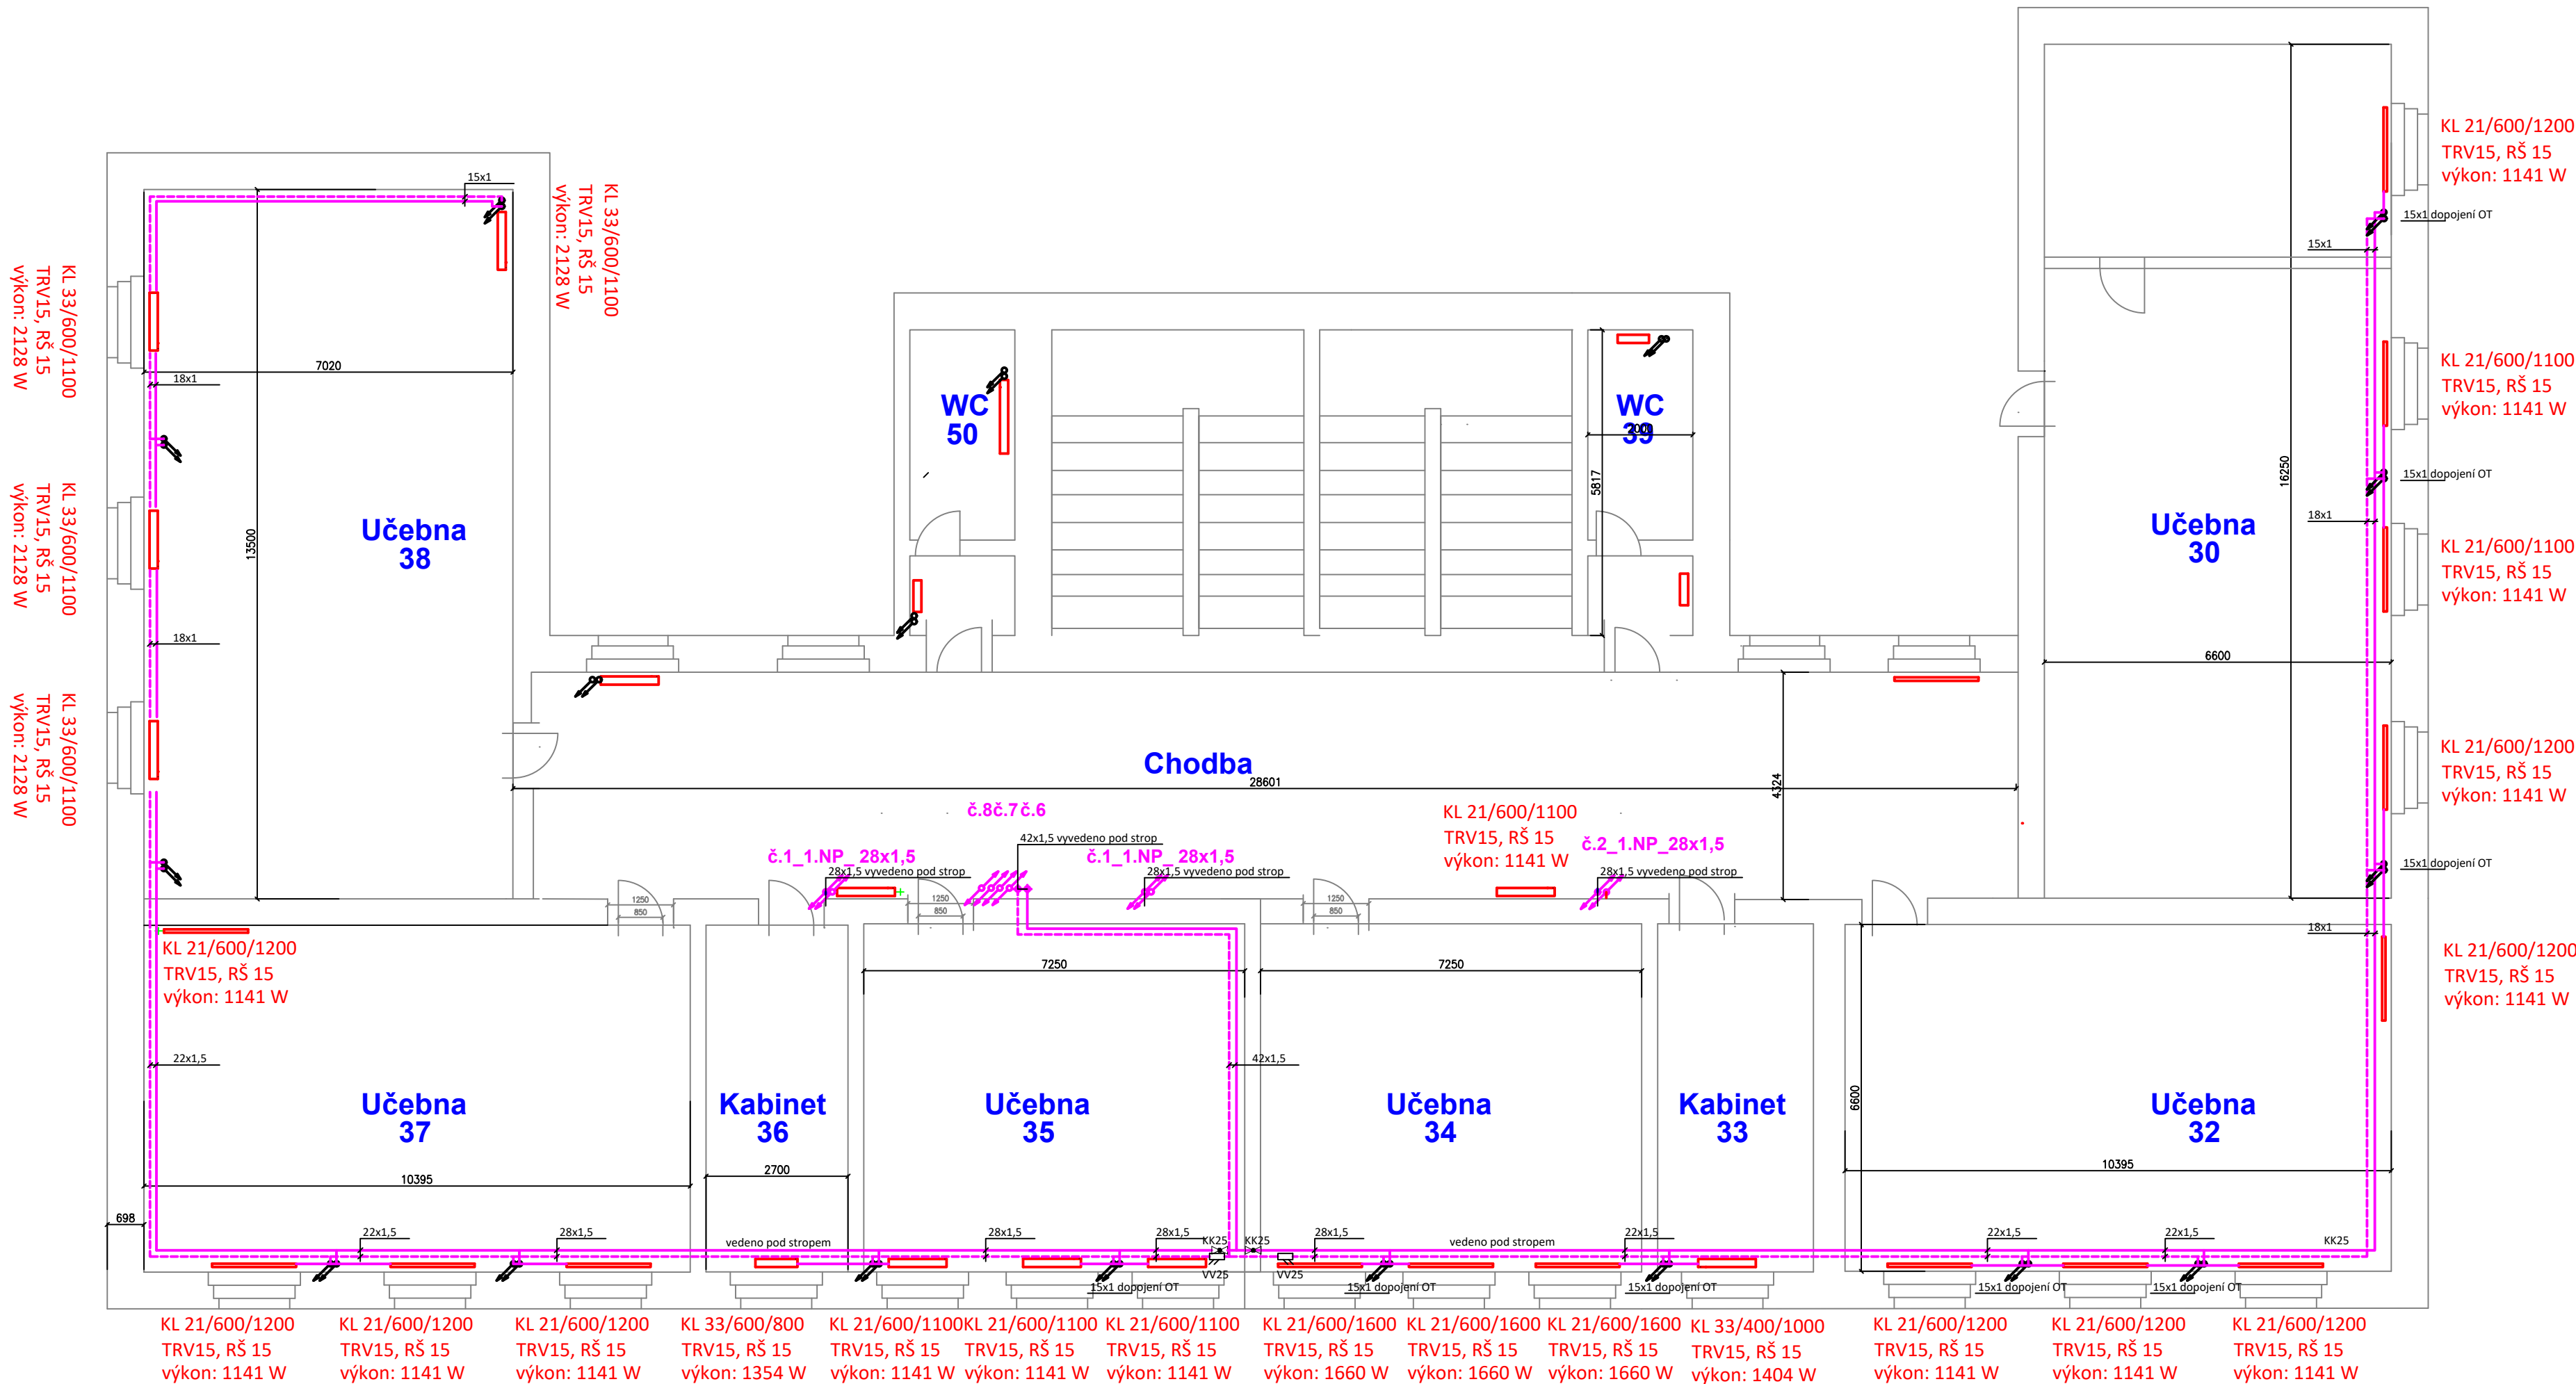 KL 21/600/1200
TRV15, RŠ 15
výkon: 1141 W
15x1
KL 33/600/1100
TRV15, RŠ 15
výkon: 2128 W
15x1 dopojení OT
15x1
KL 33/600/1100
TRV15, RŠ 15
výkon: 2128 W
7020
18x1
13500
Učebna
38
WC
50
WC
39
2000
5817
16250
KL 21/600/1100
TRV15, RŠ 15
výkon: 1141 W
15x1 dopojení OT
18x1
Učebna
30
KL 33/600/1100
TRV15, RŠ 15
výkon: 2128 W
18x1
KL 21/600/1100
TRV15, RŠ 15
výkon: 1141 W
6600
KL 33/600/1100
TRV15, RŠ 15
výkon: 2128 W
Chodba
28601
4324
KL 21/600/1200
TRV15, RŠ 15
výkon: 1141 W
č.8č.7č.6
42x1,5 vyvedeno pod strop
č.1_1.NP_ 28x1,5
28x1,5 vyvedeno pod strop
č.1_1.NP_ 28x1,5
28x1,5 vyvedeno pod strop
KL 21/600/1100
TRV15, RŠ 15
výkon: 1141 W
č.2_1.NP_28x1,5
28x1,5 vyvedeno pod strop
15x1 dopojení OT
1250
850
1250
850
1250
850
18x1
KL 21/600/1200
TRV15, RŠ 15
výkon: 1141 W
7250
7250
KL 21/600/1200
TRV15, RŠ 15
výkon: 1141 W
22x1,5
42x1,5
Učebna
37
Kabinet
36
Učebna
35
Učebna
34
Kabinet
33
6600
Učebna
32
10395
2700
10395
698
22x1,5
28x1,5
vedeno pod stropem
28x1,5
28x1,5
KK25
KK25
28x1,5
vedeno pod stropem
22x1,5
22x1,5
22x1,5
KK25
VV25
VV25
15x1 dopojení OT
15x1 dopojení OT
15x1 dopojení OT
15x1 dopojení OT
15x1 dopojení OT
KL 21/600/1200
TRV15, RŠ 15
výkon: 1141 W
KL 21/600/1200
TRV15, RŠ 15
výkon: 1141 W
KL 21/600/1200
TRV15, RŠ 15
výkon: 1141 W
KL 33/600/800
TRV15, RŠ 15
výkon: 1354 W
KL 21/600/1100
TRV15, RŠ 15
výkon: 1141 W
KL 21/600/1100
TRV15, RŠ 15
výkon: 1141 W
KL 21/600/1100
TRV15, RŠ 15
výkon: 1141 W
KL 21/600/1600
TRV15, RŠ 15
výkon: 1660 W
KL 21/600/1600
TRV15, RŠ 15
výkon: 1660 W
KL 21/600/1600
TRV15, RŠ 15
výkon: 1660 W
KL 33/400/1000
TRV15, RŠ 15
výkon: 1404 W
KL 21/600/1200
TRV15, RŠ 15
výkon: 1141 W
KL 21/600/1200
TRV15, RŠ 15
výkon: 1141 W
KL 21/600/1200
TRV15, RŠ 15
výkon: 1141 W